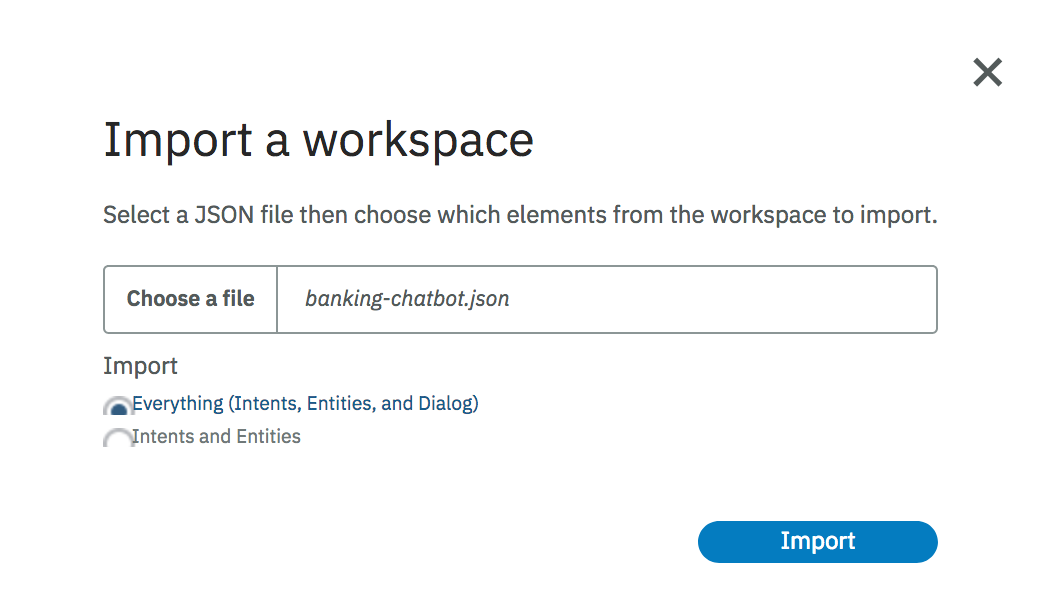 Import a workspace
Select a JSON file then choose which elements from the workspace to import.
Choose a file banking-chatbot.json
Import
Everything (Intents, Entities, and Dialog)
Intents and Entities
Import